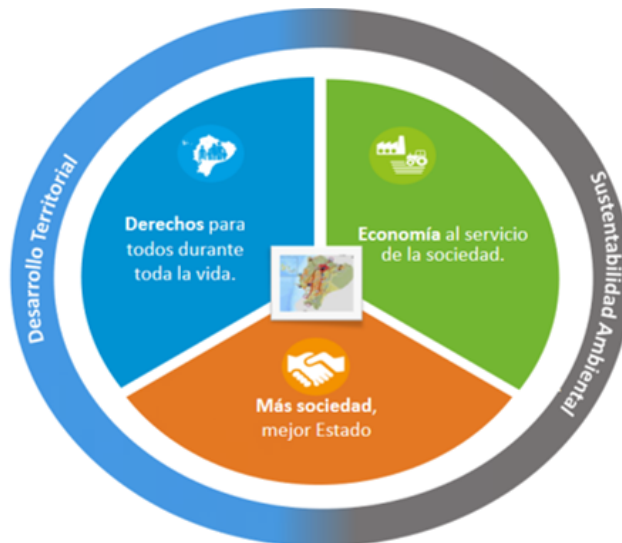 Desarrollo Territorial
Derechos para
todos durante
toda la vida.
Economía al servicio
de la sociedad.
Más sociedad,
mejor Estado
Sustentabilidad Ambiental